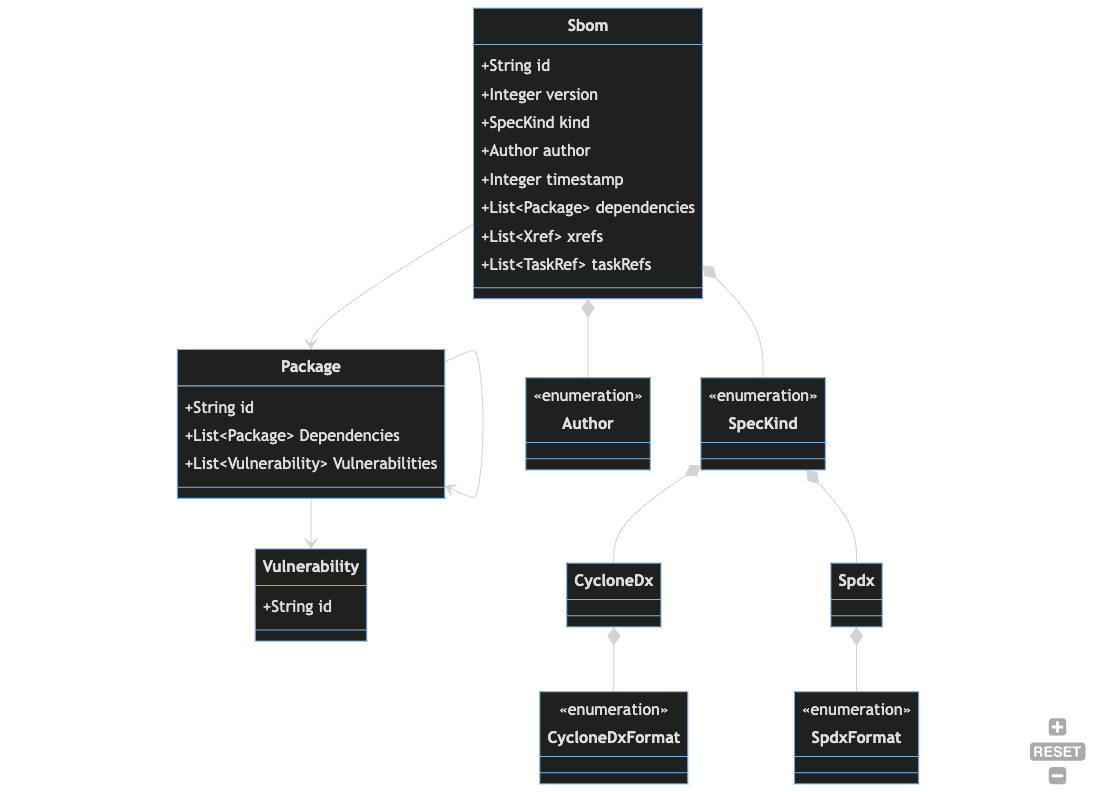 Sbom
+String id
+Integer version
+SpecKind kind
+Author author
+Integer timestamp
+List<Package> dependencies
+List<Xref> xrefs
+List<TaskRef> taskRefs
Package
+String id
+List<Package> Dependencies
+List<Vulnerability> Vulnerabilities
«enumeration»
Author
«enumeration»
SpecKind
Vulnerability
+String id
CycloneDx
Spdx
«enumeration»
CycloneDxFormat
«enumeration»
SpdxFormat
RESET